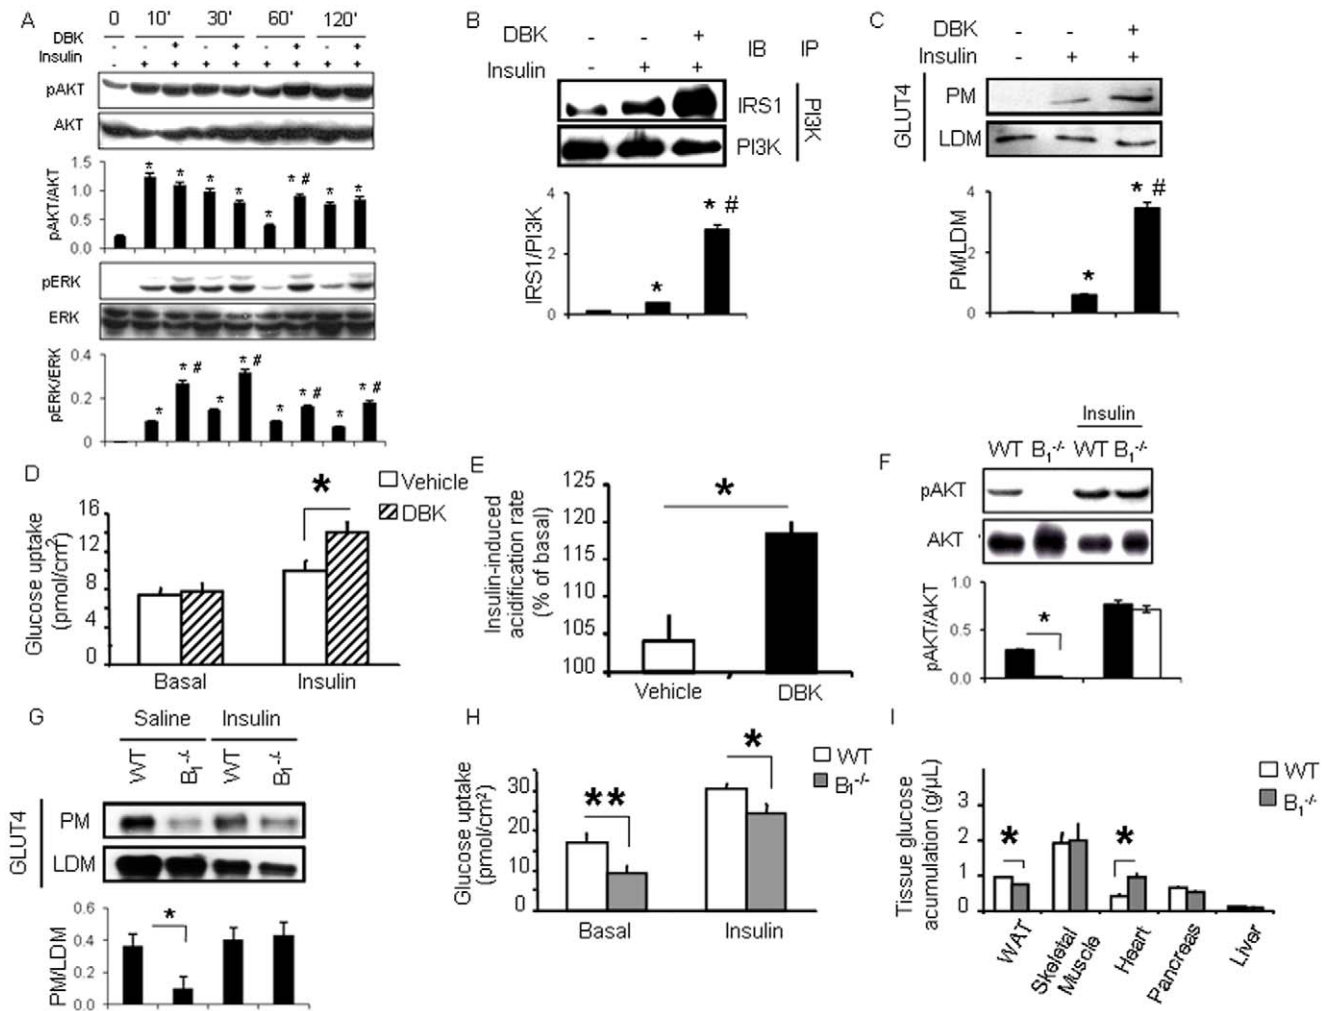 A
0 10' 30' 60' 120'
DBK - - + - + - + - +
Insulin - + + + + + + + +
pAKT
AKT
pAKT/AKT
1.5
1.0
0.5
0.0
* * * * * * # * *
pERK
ERK
pERK/ERK
0.4
0.2
0
* * # * * # * * # * * #
B
DBK - - +
Insulin - + +
IB IP
IRS1
PI3K
PI3K
IRS1/PI3K
4
2
0
* * #
C
DBK - - +
Insulin - + +
GLUT4
PM
LDM
PM/LDM
4
2
0
* * #
D
Vehicle
DBK
Glucose uptake
(pmol/cm²)
16
12
8
4
0
*
Basal Insulin
E
Insulin-induced
acidification rate
(% of basal)
125
120
115
110
105
100
*
Vehicle DBK
F
Insulin
WT B1-/- WT B1-/-
pAKT
AKT
pAKT/AKT
1.0
0.5
0.0
*
G
Saline Insulin
WT B1-/- WT B1-/-
GLUT4
PM
LDM
PM/LDM
0.6
0.4
0.2
0.0
*
H
WT
B1-/-
Glucose uptake
(pmol/cm²)
30
20
10
0
** *
Basal Insulin
I
WT
B1-/-
Tissue glucose
acumulation (g/µL)
3
2
1
0
* *
WAT
Skeletal
Muscle
Heart
Pancreas
Liver